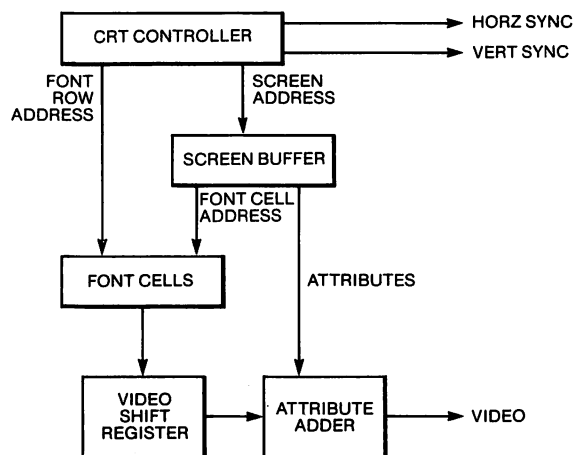 CRT CONTROLLER
HORZ SYNC
VERT SYNC
FONT
ROW
ADDRESS
SCREEN
ADDRESS
SCREEN BUFFER
FONT CELL
ADDRESS
FONT CELLS
ATTRIBUTES
VIDEO
SHIFT
REGISTER
ATTRIBUTE
ADDER
VIDEO